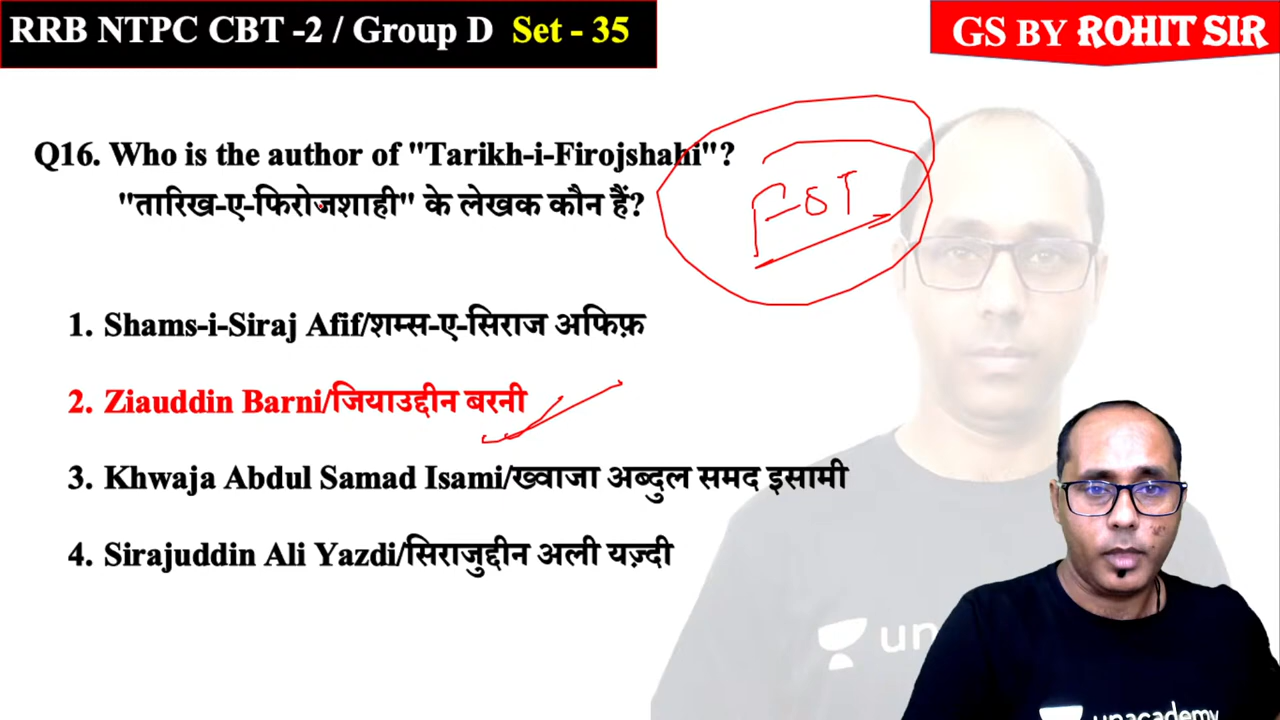 RRB NTPC CBT -2 / Group D Set - 35
GS BY ROHIT SIR
Q16. Who is the author of "Tarikh-i-Firojshahi"?
"तारिख-ए-फिरोजशाही" के लेखक कौन हैं?
1. Shams-i-Siraj Afif/शम्स-ए-सिराज अफिफ़
2. Ziauddin Barni/जियाउद्दीन बरनी
3. Khwaja Abdul Samad Isami/ख्वाजा अब्दुल समद इसामी
4. Sirajuddin Ali Yazdi/सिराजुद्दीन अली यज़्दी
unacademy